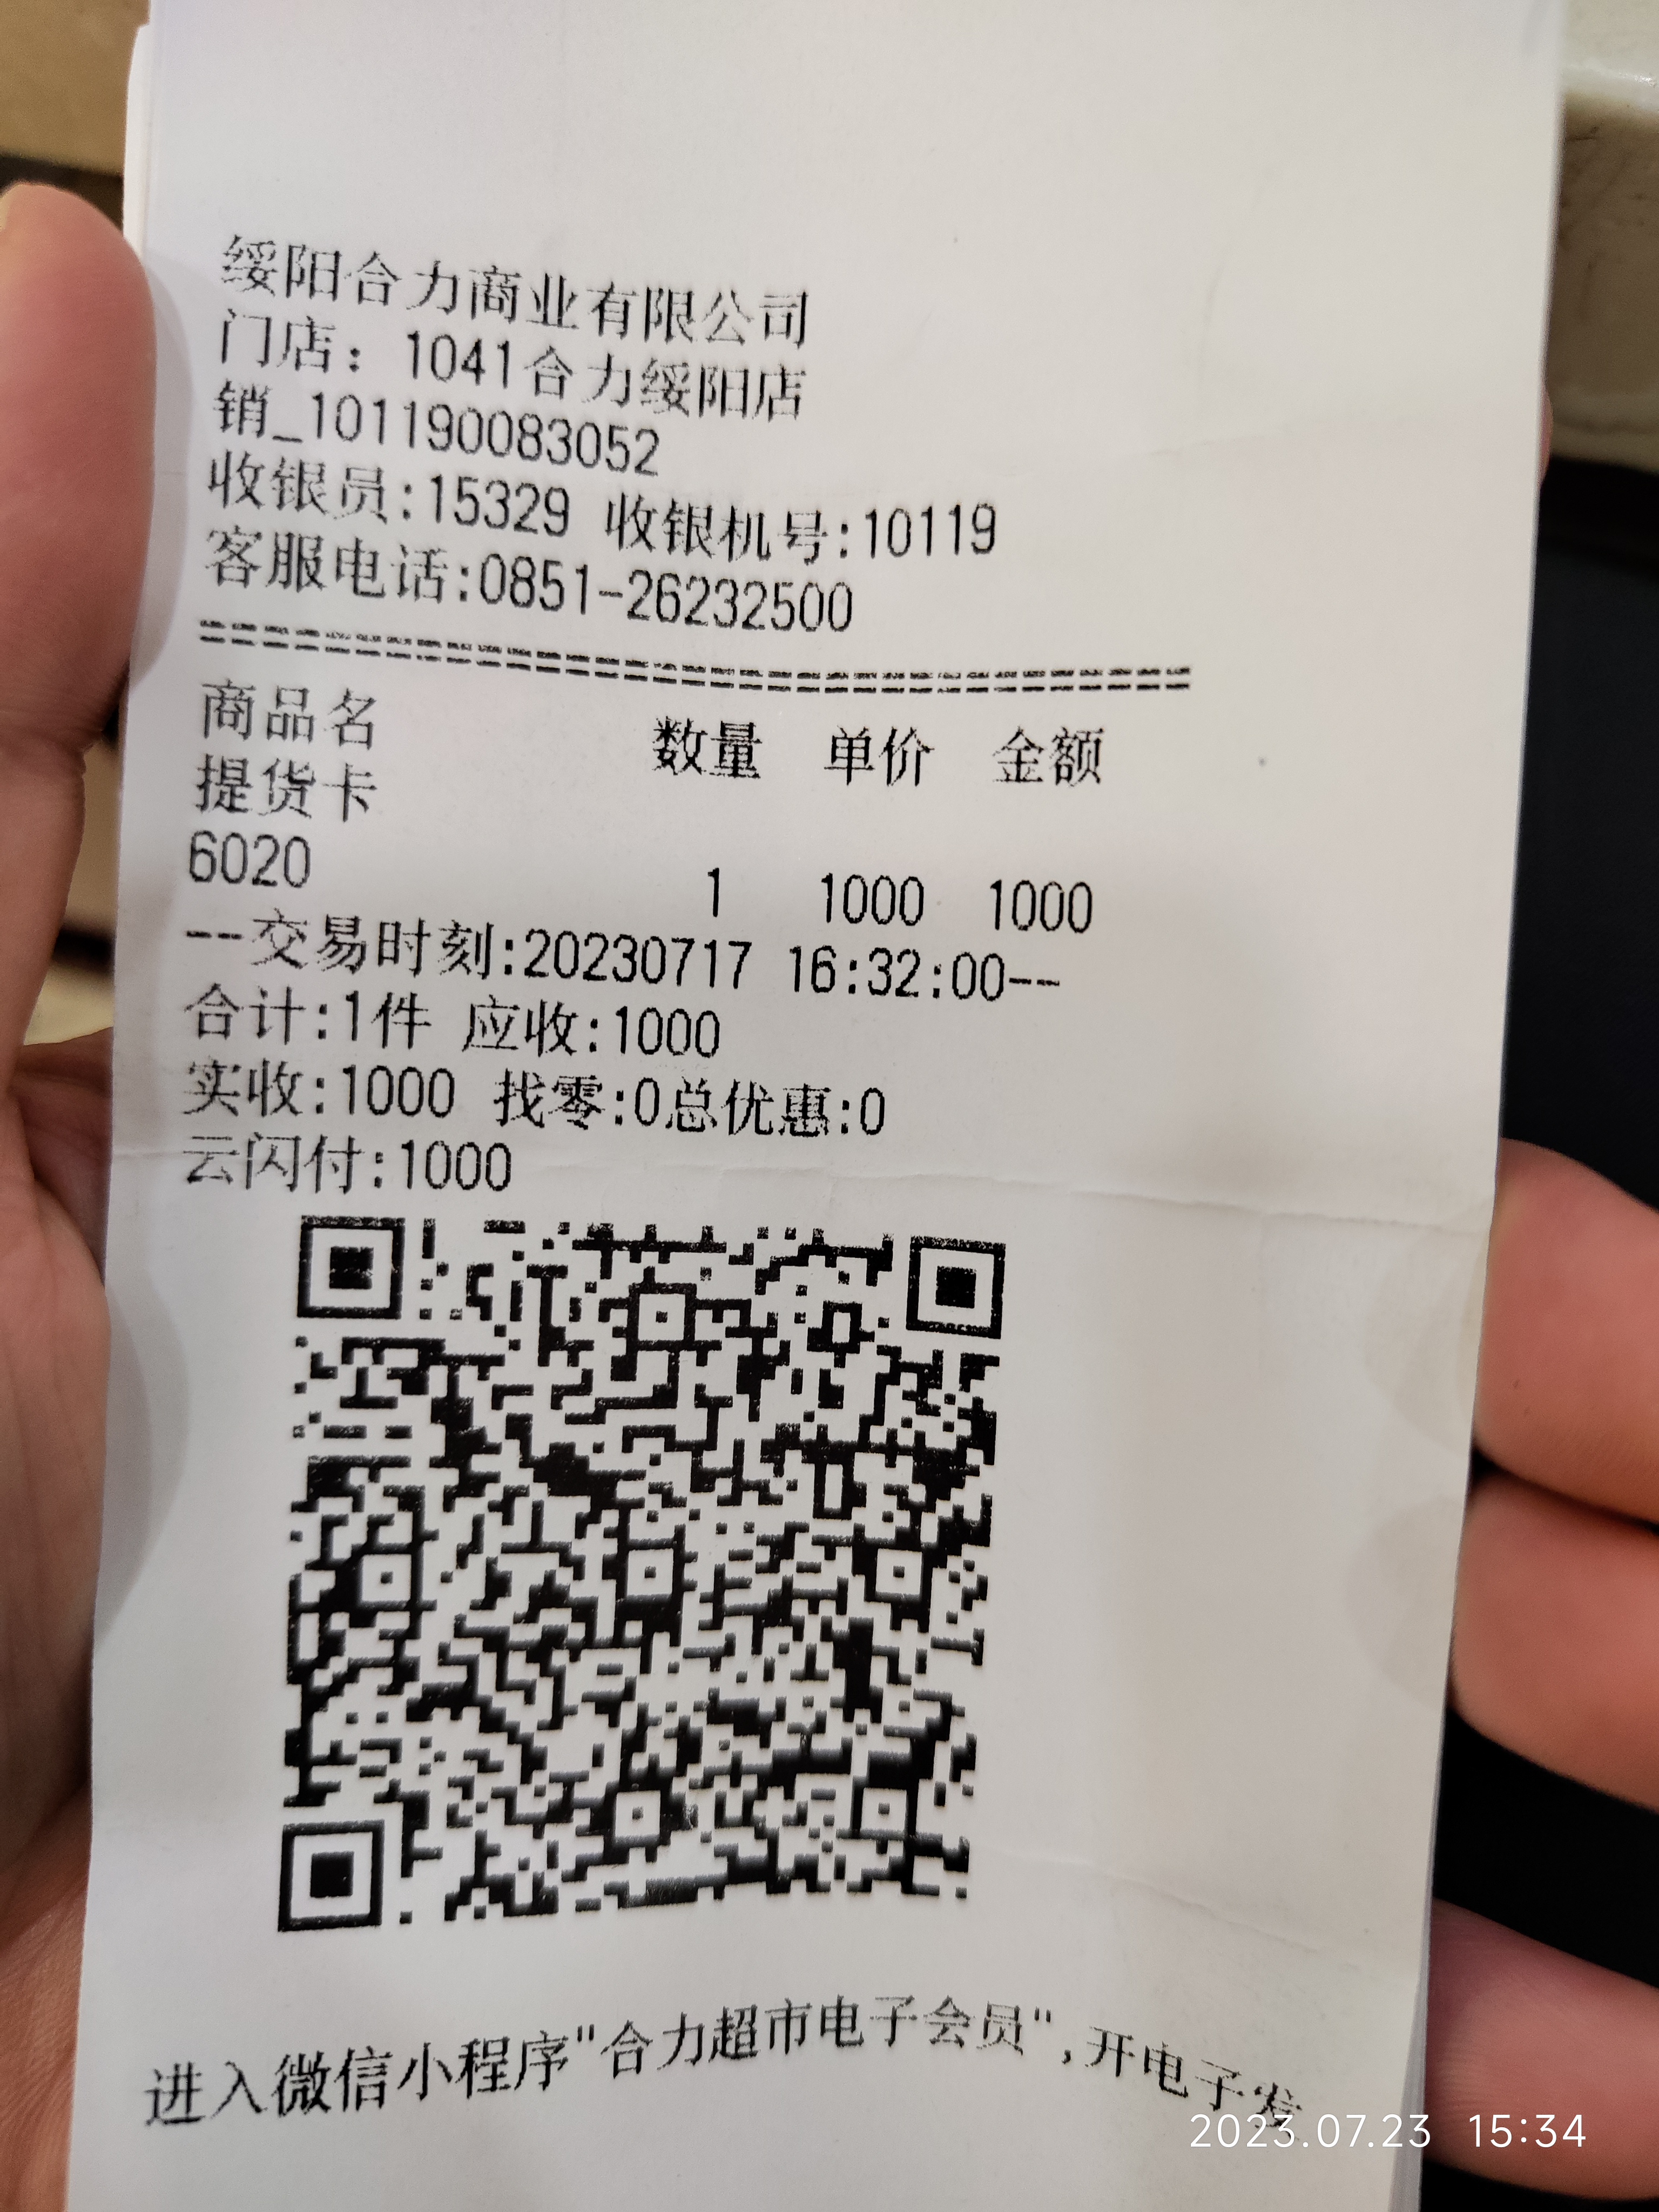 绥阳合力商业有限公司
门店：1041合力绥阳店
销_101190083052
收银员:15329 收银机号:10119
客服电话:0851-26232500
================================
商品名 数量 单价 金额
提货卡
6020 1 1000 1000
--交易时刻:20230717 16:32:00--
合计:1件 应收:1000
实收:1000 找零:0总优惠:0
云闪付:1000
进入微信小程序"合力超市电子会员",开电子发
2023.07.23 15:34